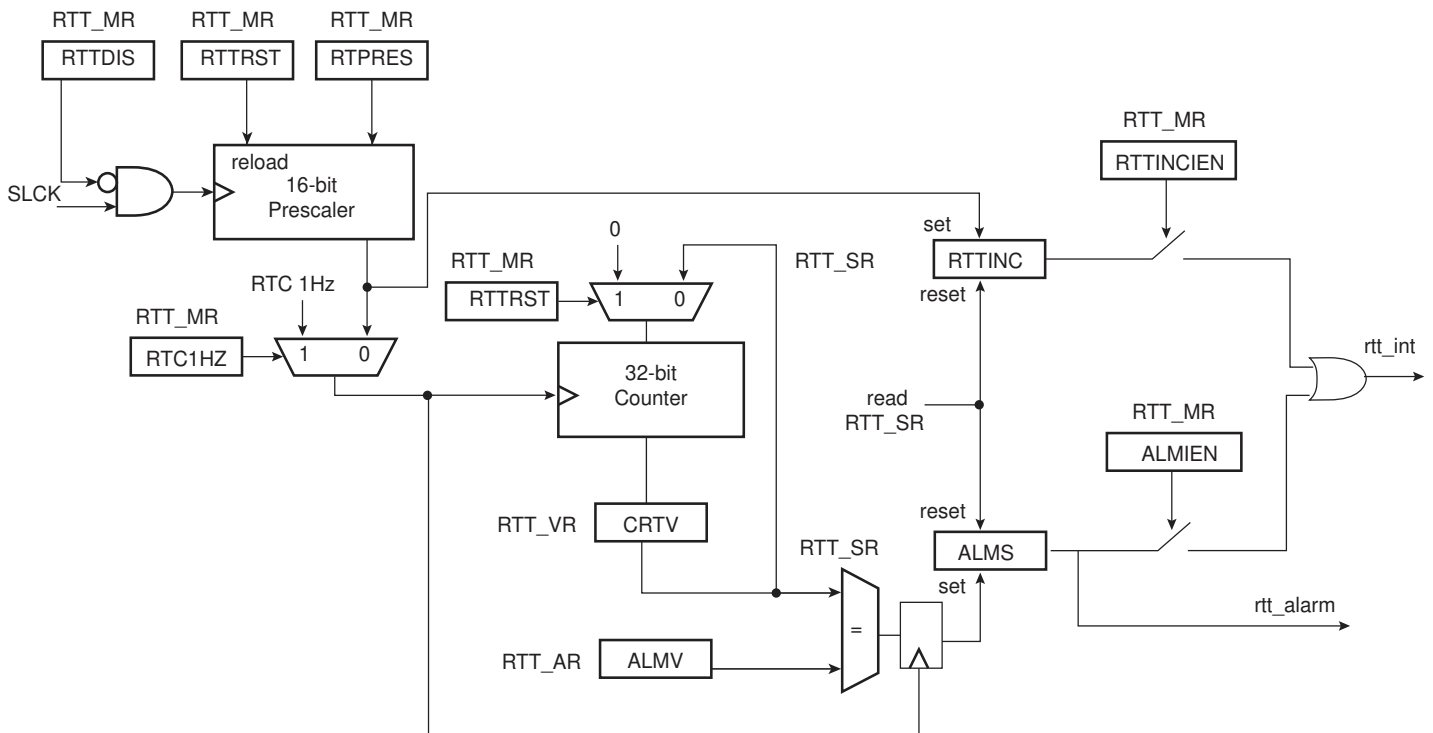 RTT_MR RTT_MR RTT_MR
RTTDIS RTTRST RTPRES
reload
16-bit
Prescaler
SLCK
RTT_MR
RTTINCIEN
0
set
RTT_MR
RTT_SR
RTTINC
reset
RTC 1Hz
RTTRST
1 0
RTT_MR
RTC1HZ
1 0
32-bit
Counter
rtt_int
read
RTT_SR
RTT_MR
ALMIEN
RTT_VR
CRTV
reset
RTT_SR
ALMS
set
rtt_alarm
=
RTT_AR
ALMV